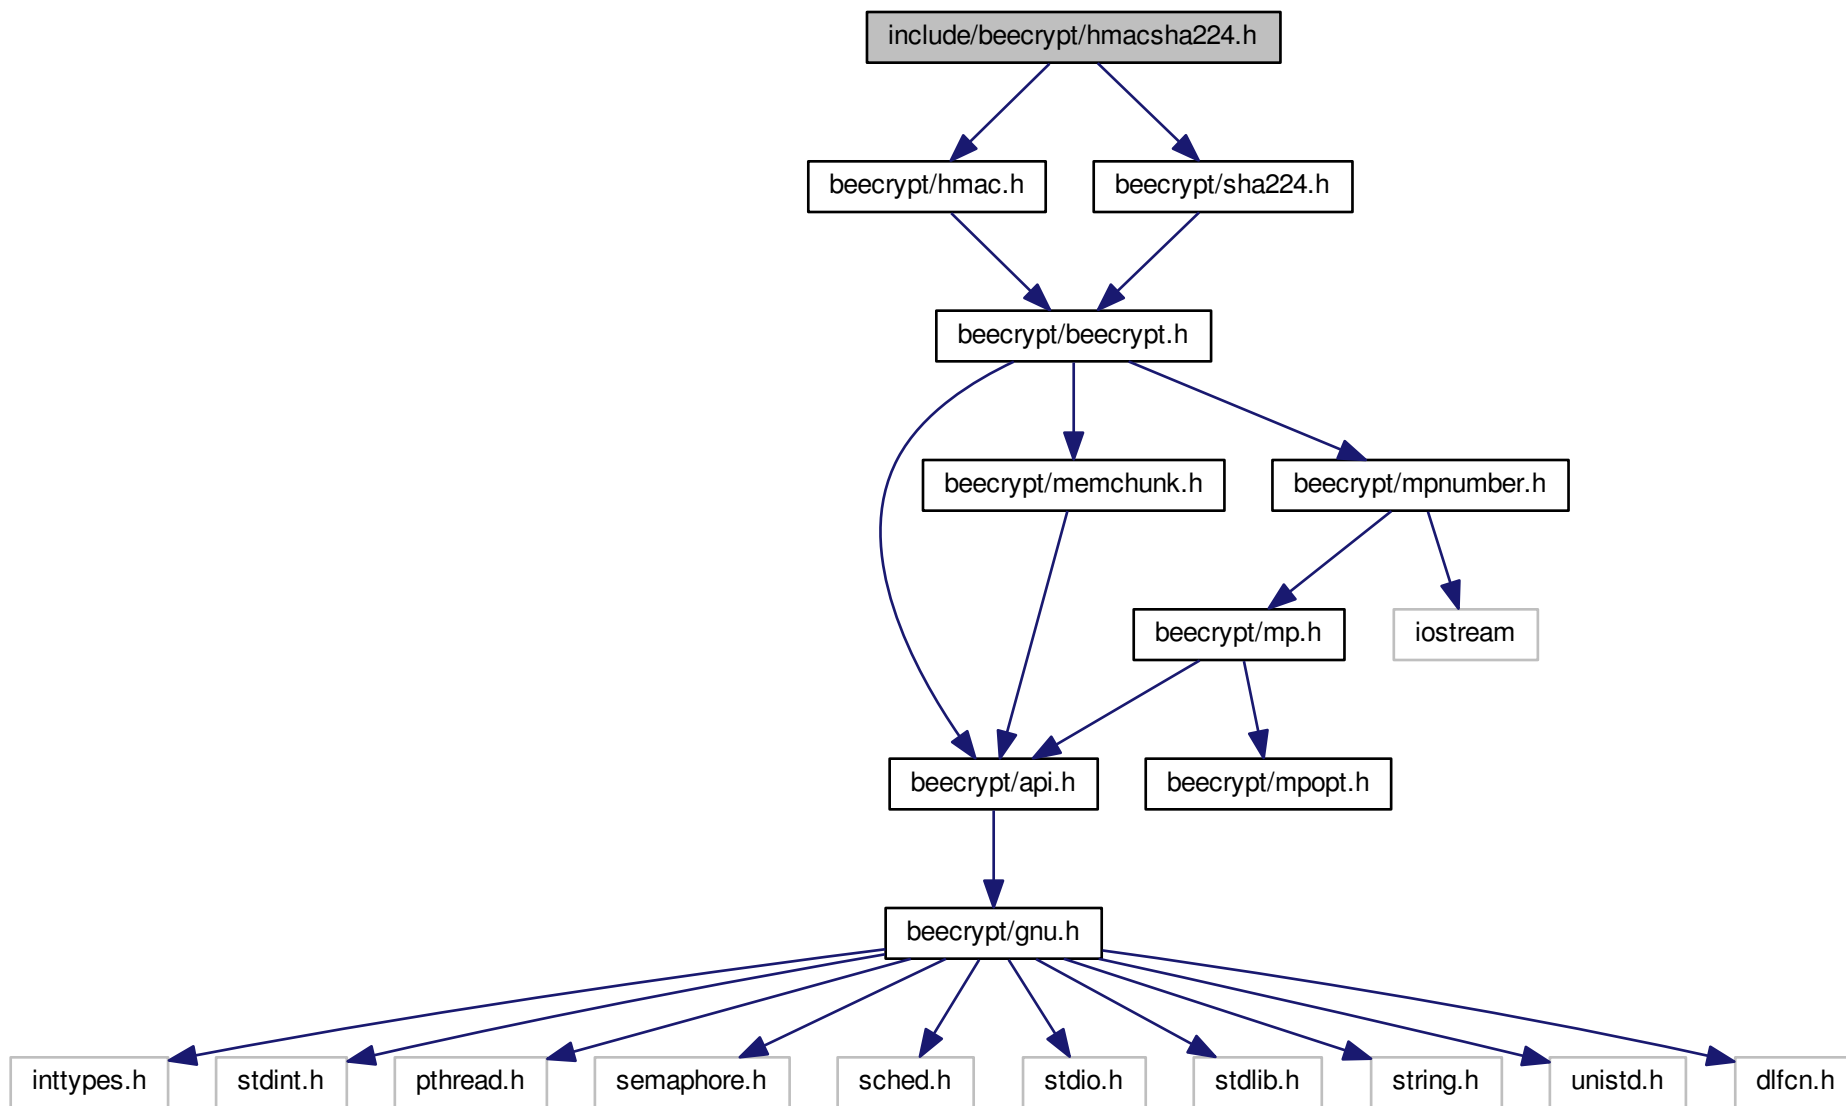 include/beecrypt/hmacsha224.h
beecrypt/hmac.h
beecrypt/sha224.h
beecrypt/beecrypt.h
beecrypt/memchunk.h
beecrypt/mpnumber.h
beecrypt/mp.h
iostream
beecrypt/api.h
beecrypt/mpopt.h
beecrypt/gnu.h
inttypes.h
stdint.h
pthread.h
semaphore.h
sched.h
stdio.h
stdlib.h
string.h
unistd.h
dlfcn.h